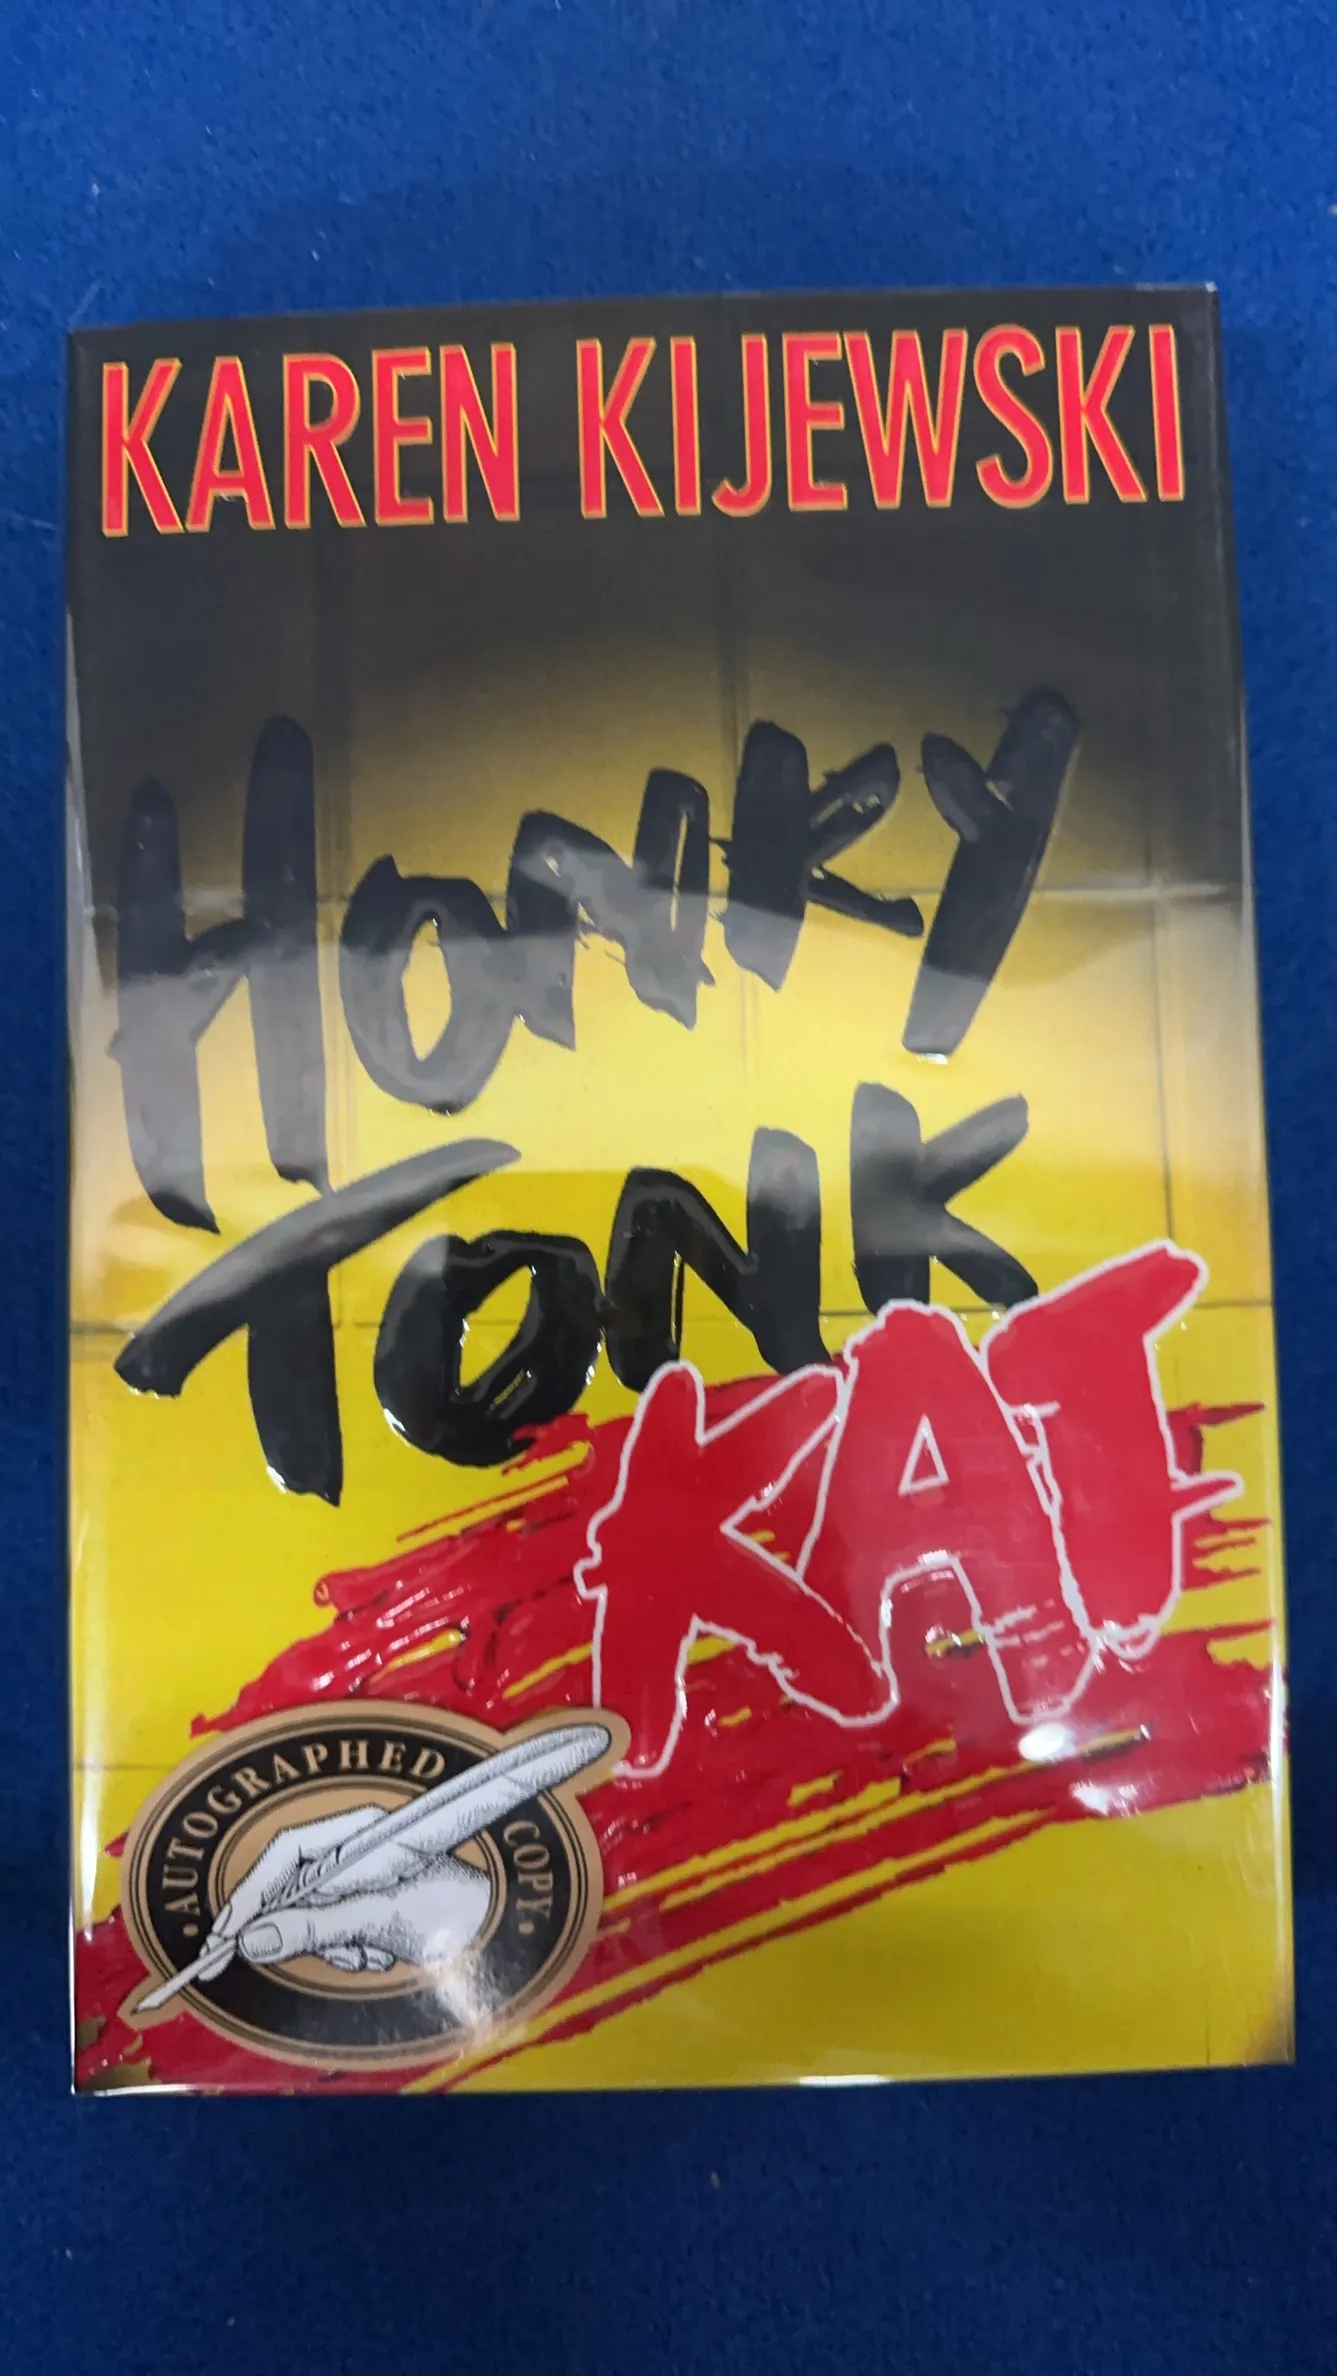 KAREN KIJEWSKI
HONKY
TONK
KAT
AUTOGRAPHED COPY